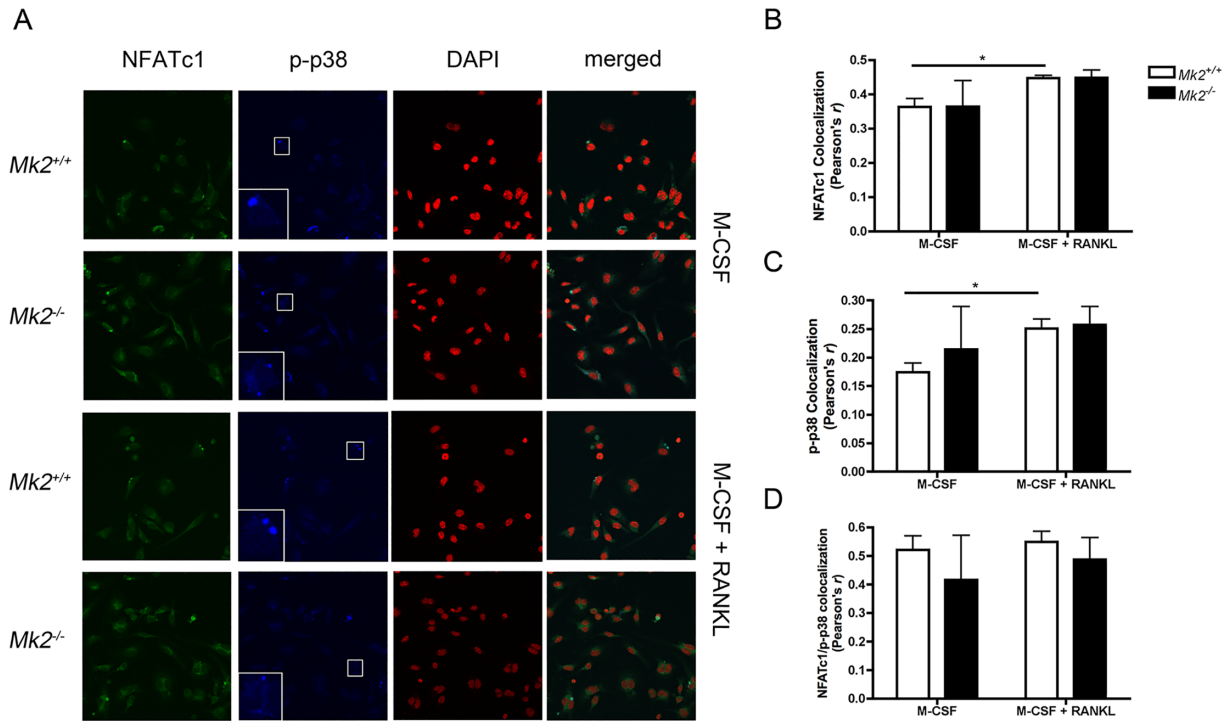 A
NFATc1 p-p38 DAPI merged
Mk2+/+
Mk2-/-
M-CSF
Mk2+/+
Mk2-/-
M-CSF + RANKL
B
NFATc1 Colocalization
(Pearson's r)
0.5
0.4
0.3
0.2
0.1
0.0
*
M-CSF M-CSF + RANKL
Mk2+/+
Mk2-/-
C
p-p38 Colocalization
(Pearson's r)
0.30
0.25
0.20
0.15
0.10
0.05
0.00
*
M-CSF M-CSF + RANKL
D
NFATc1/p-p38 colocalization
(Pearson's r)
0.6
0.5
0.4
0.3
0.2
0.1
0.0
M-CSF M-CSF + RANKL